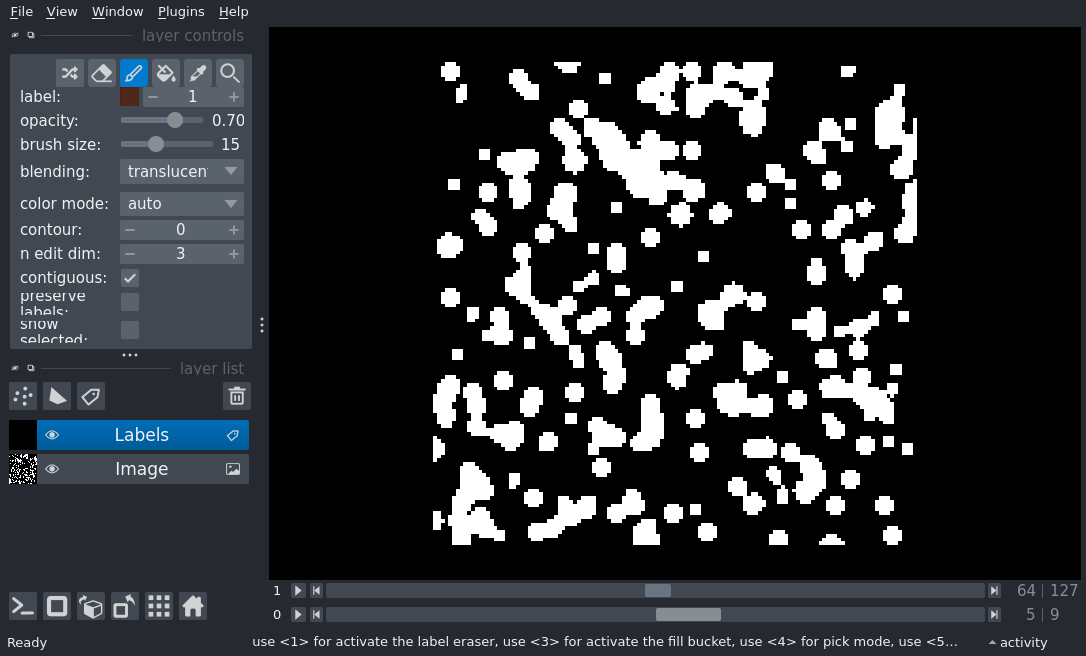 File View Window Plugins Help
layer controls
label: 1
opacity: 0.70
brush size: 15
blending: translucen
color mode: auto
contour: 0
n edit dim: 3
contiguous:
preserve
labels:
show
selected:
layer list
Labels
Image
1 64 127
0 5 9
Ready use <1> for activate the label eraser, use <3> for activate the fill bucket, use <4> for pick mode, use <5... activity